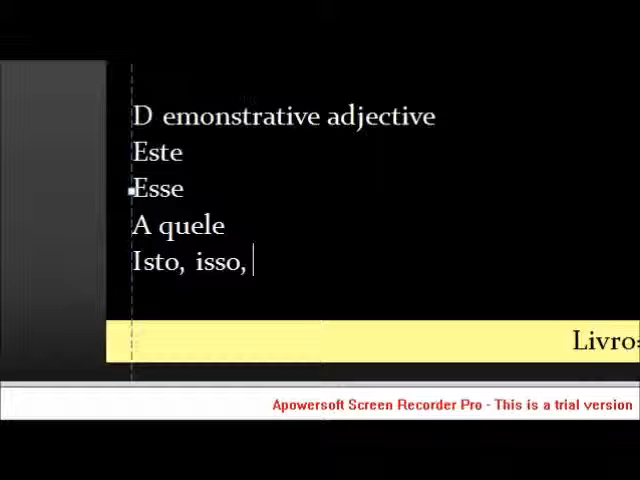 D emonstrative adjective
Este
Esse
A quele
Isto, isso,
Livro=
Apowersoft Screen Recorder Pro - This is a trial version